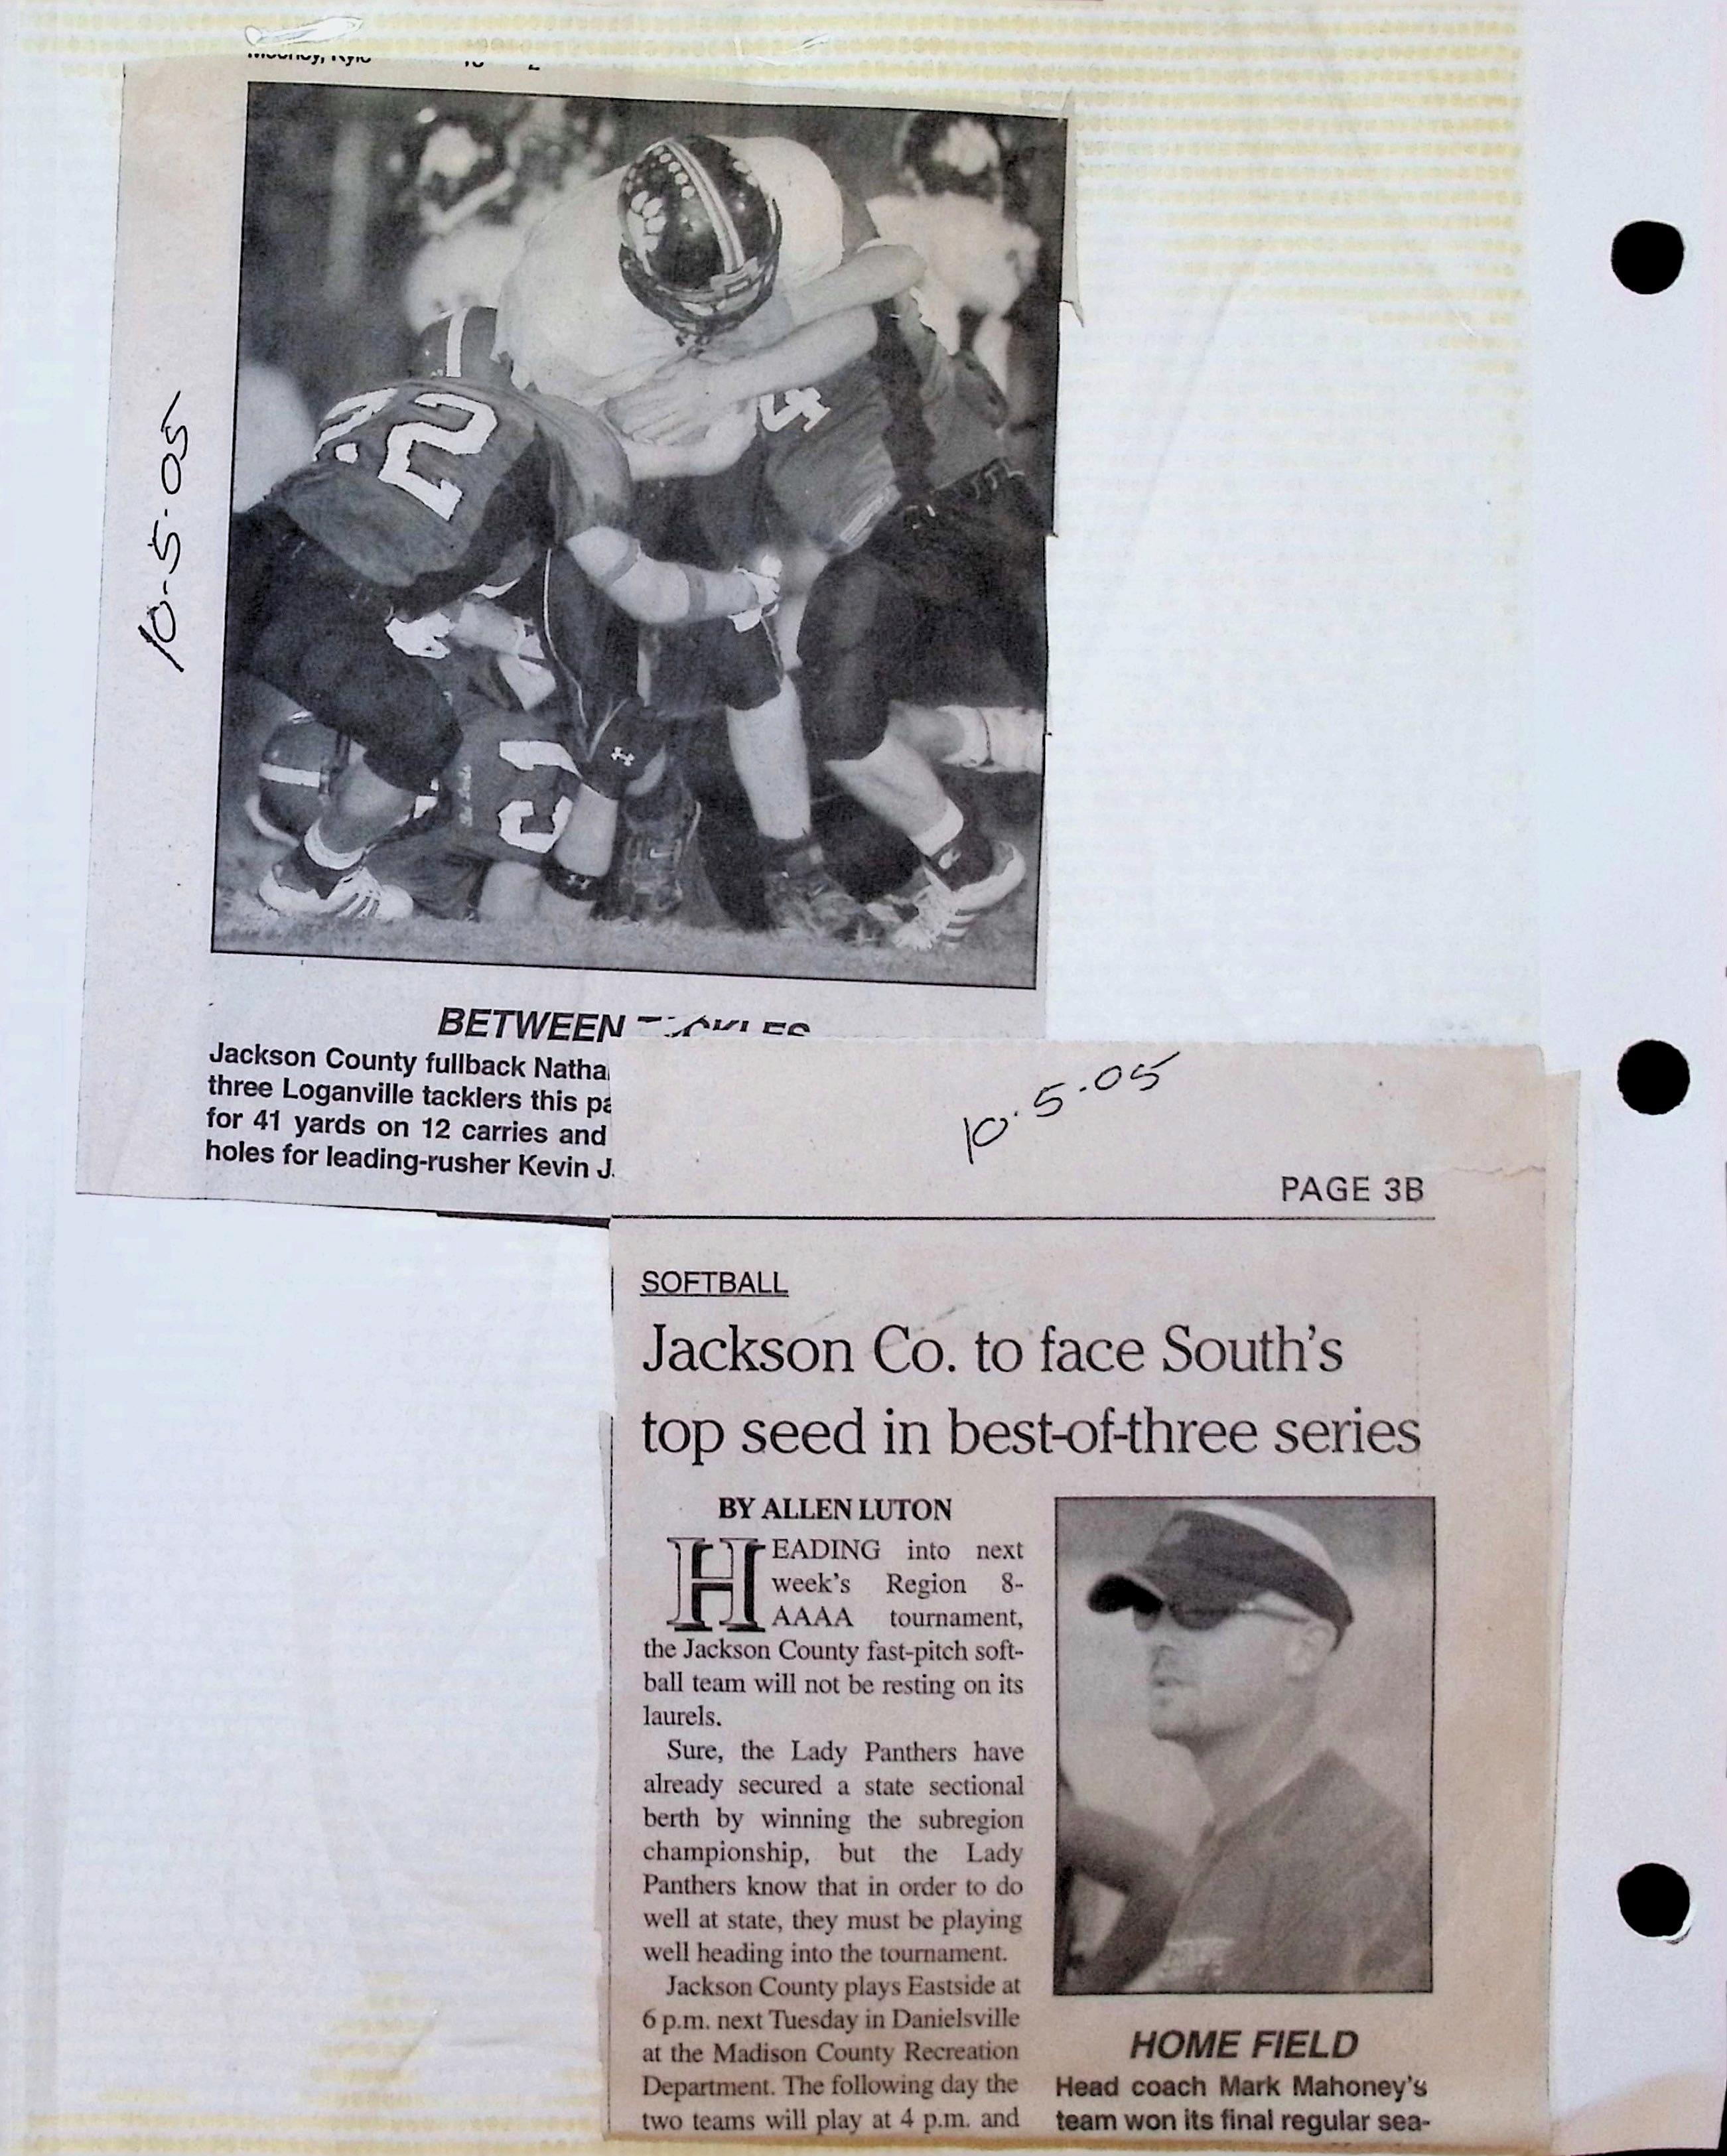 Mooney, Kyle
10-5-05
22
BETWEEN TACKLES
Jackson County fullback
three Loganville tacklers this
for 41 yards on 12 carries and
holes for leading-rusher Kevin J.
10-5-05
PAGE 3B
SOFTBALL
Jackson Co. to face South's
top seed in best-of-three series
BY ALLEN LUTON
HEADING into next
week's Region 8-
AAAA tournament,
the Jackson County fast-pitch soft-
ball team will not be resting on its
laurels.
Sure, the Lady Panthers have
already secured a state sectional
berth by winning the subregion
championship, but the Lady
Panthers know that in order to do
well at state, they must be playing
well heading into the tournament.
Jackson County plays Eastside at
6 p.m. next Tuesday in Danielsville
at the Madison County Recreation
Department. The following day the
two teams will play at 4 p.m. and
HOME FIELD
Head coach Mark Mahoney's
team won its final regular sea-